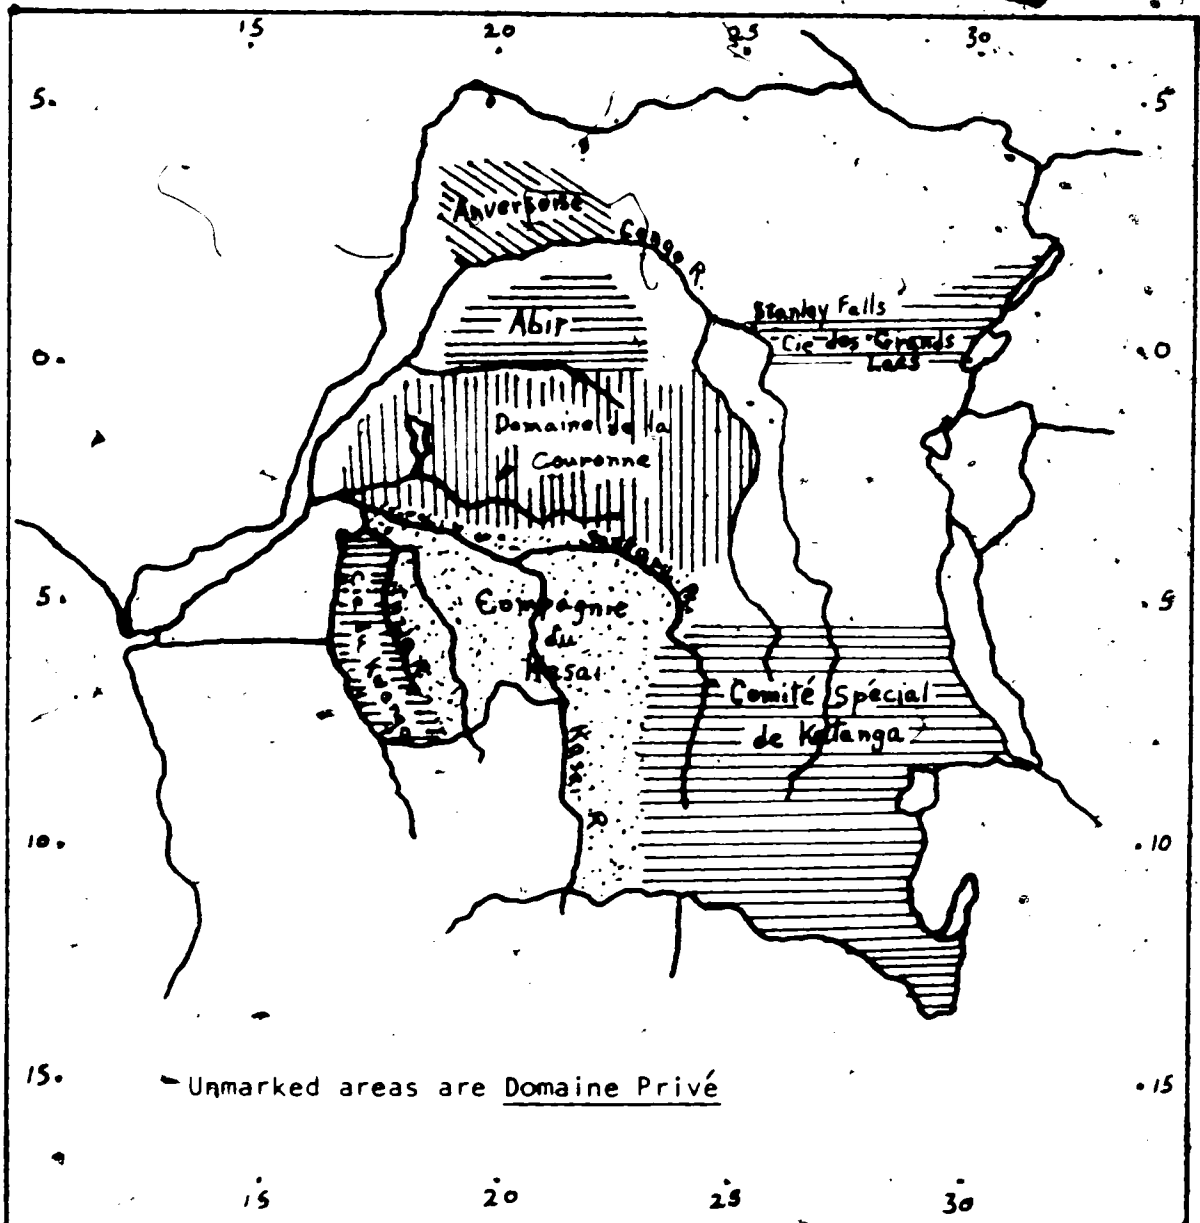 15 20 25 30
5. .5
Anversoise
Congo R.
Stanley Falls
Abir
Cie des Grands
Lacs
0. .0
Domaine de la
Couronne
Sankuru R.
5. .5
Compagnie
du
Kasai
Comité Spécial
de Katanga
Kasai R
10. .10
15. .15
Unmarked areas are Domaine Privé
15 20 25 30